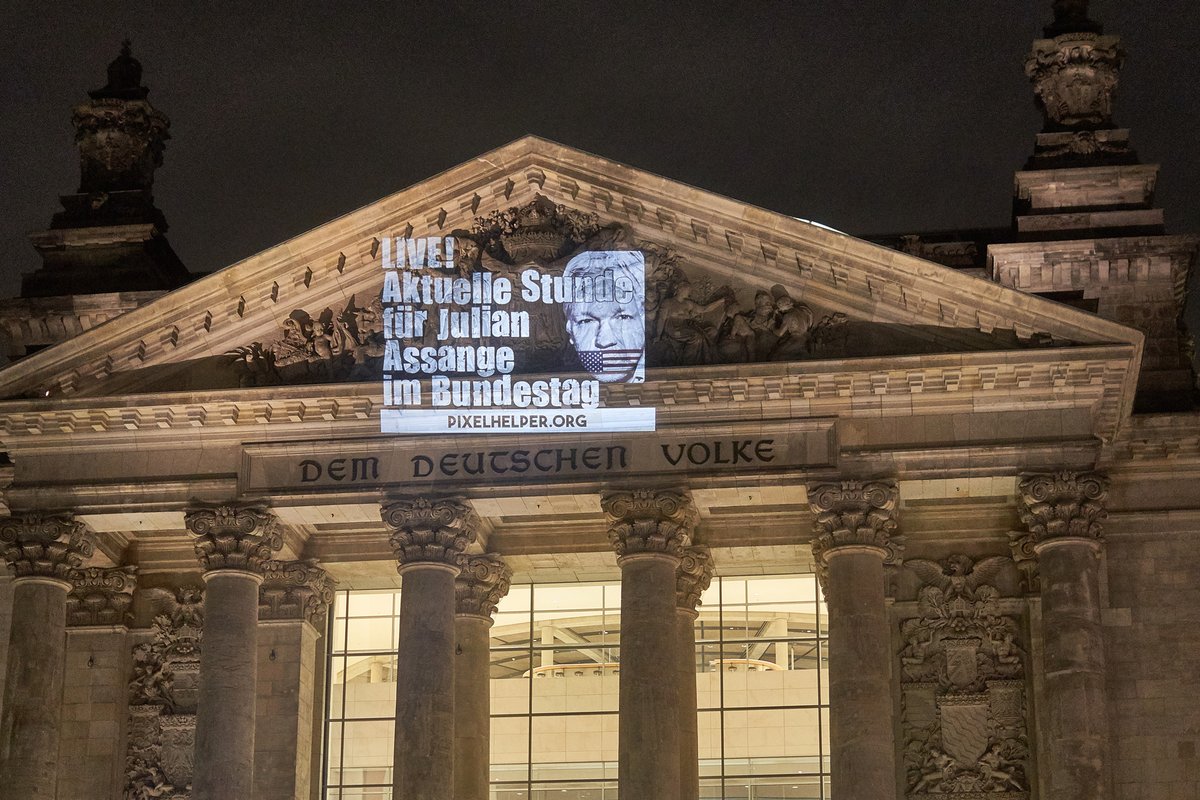 LIVE!
Aktuelle Stunde
für Julian
Assange
im Bundestag
PIXELHELPER.ORG
DEM DEUTSCHEN VOLKE